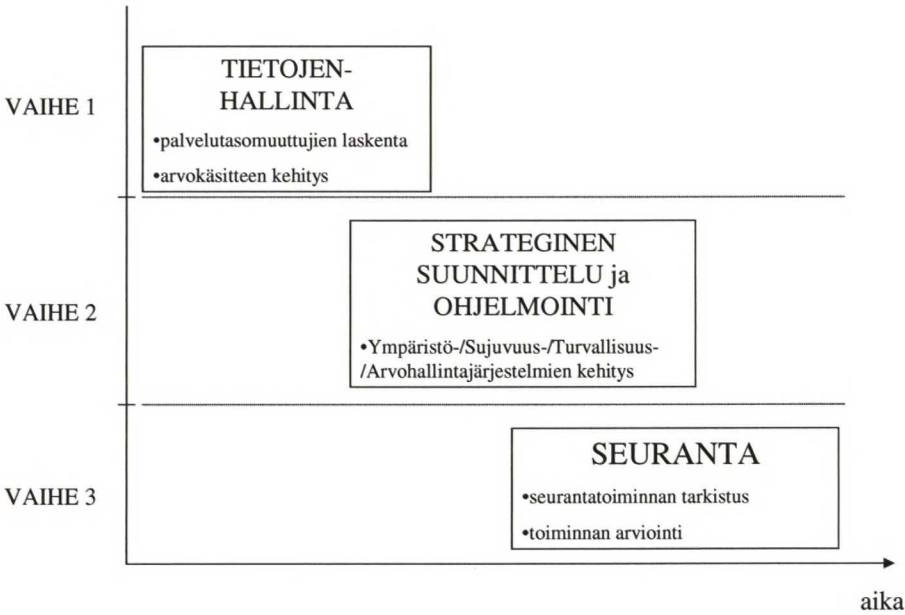 VAIHE 1
TIETOJEN-
HALLINTA
•palvelutasomuuttujien laskenta
•arvokäsitteen kehitys
VAIHE 2
STRATEGINEN
SUUNNITTELU ja
OHJELMOINTI
•Ympäristö-/Sujuvuus-/Turvallisuus-
/Arvohallintajärjestelmien kehitys
VAIHE 3
SEURANTA
•seurantatoiminnan tarkistus
•toiminnan arviointi
aika